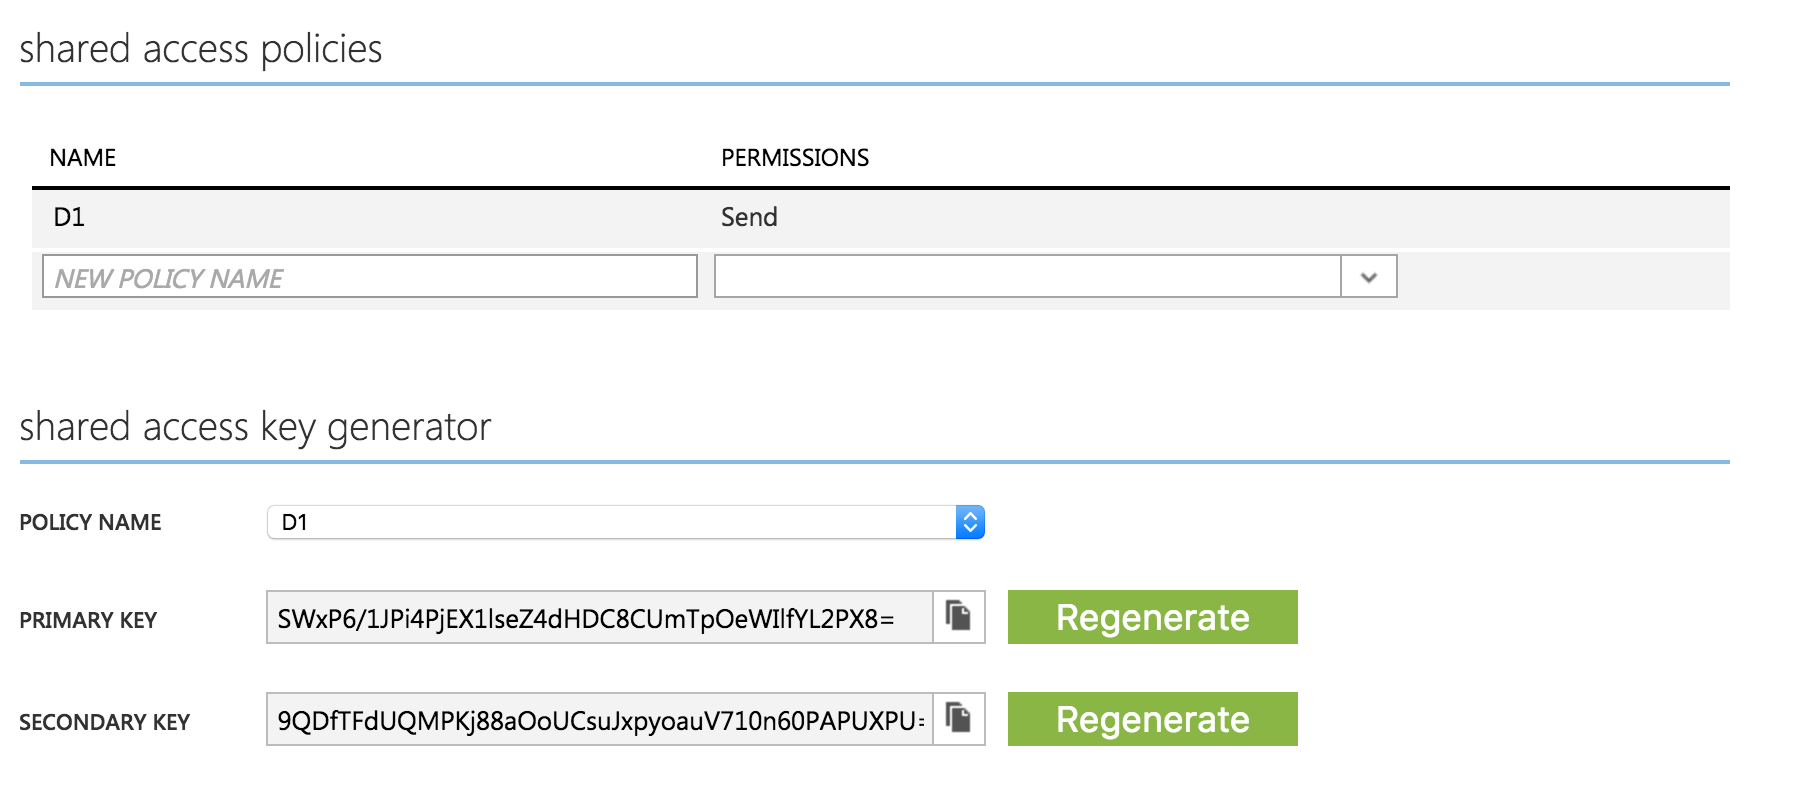 shared access policies
NAME PERMISSIONS
D1 Send
NEW POLICY NAME
shared access key generator
POLICY NAME D1
PRIMARY KEY SWxP6/1JPi4PjEX1lseZ4dHDC8CUmTpOeWIlfYL2PX8= Regenerate
SECONDARY KEY 9QDfTFdUQMPKj88aOoUCsuJxpyoauV710n60PAPUXPU= Regenerate